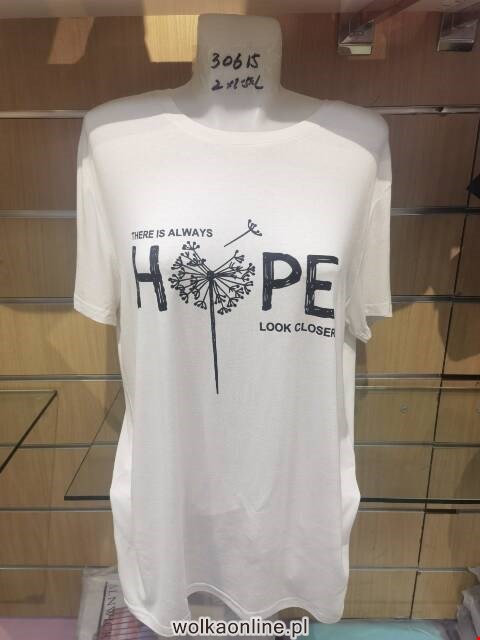 30615
2XL-5XL
THERE IS ALWAYS
HOPE
LOOK CLOSER
wolkaonline.pl